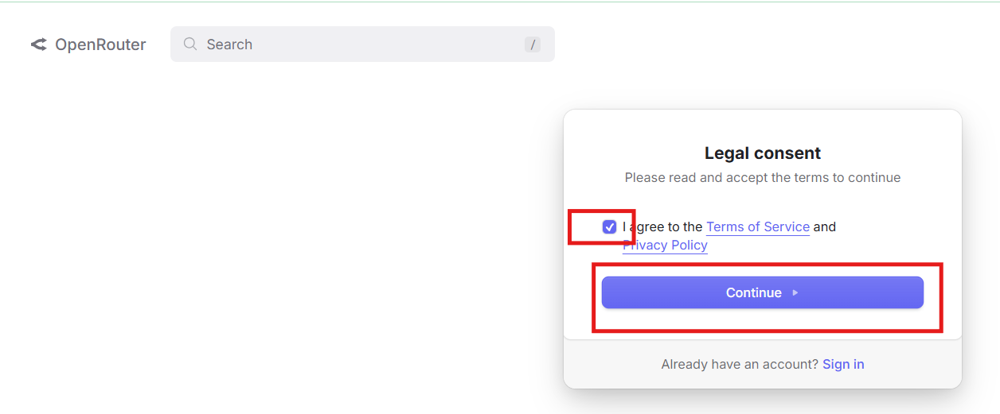 OpenRouter
Search
/
Legal consent
Please read and accept the terms to continue
I agree to the Terms of Service and
Privacy Policy
Continue
Already have an account? Sign in